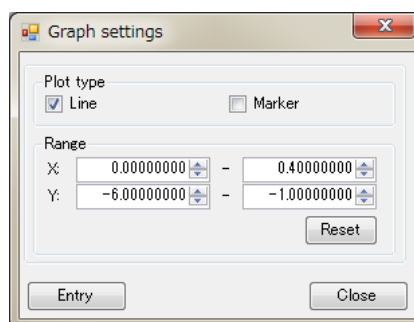 Graph settings
Plot type
Line Marker
Range
X: 0.00000000 - 0.40000000
Y: -6.00000000 - -1.00000000
Reset
Entry Close